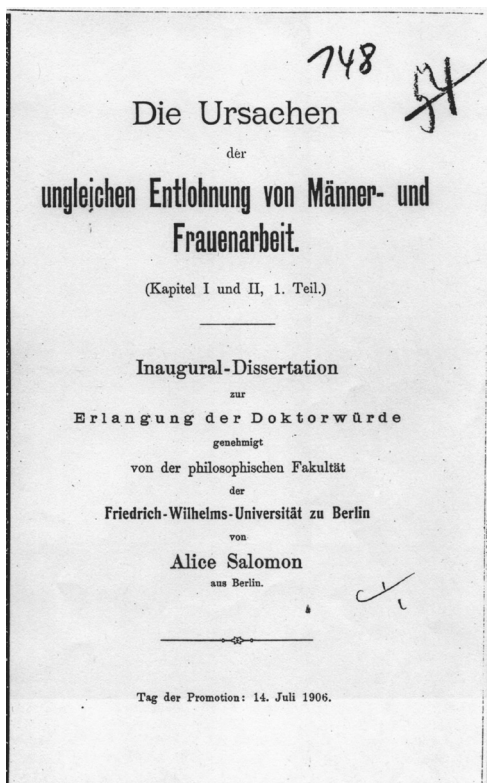 148
54
Die Ursachen
der
ungleichen Entlohnung von Männer- und
Frauenarbeit.
(Kapitel I und II, 1. Teil.)
Inaugural-Dissertation
zur
Erlangung der Doktorwürde
genehmigt
von der philosophischen Fakultät
der
Friedrich-Wilhelms-Universität zu Berlin
von
Alice Salomon
aus Berlin.
Tag der Promotion: 14. Juli 1906.